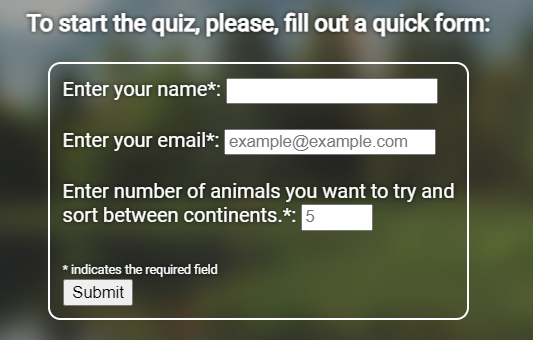 To start the quiz, please, fill out a quick form:
Enter your name*:
Enter your email*: example@example.com
Enter number of animals you want to try and
sort between continents.*: 5
* indicates the required field
Submit